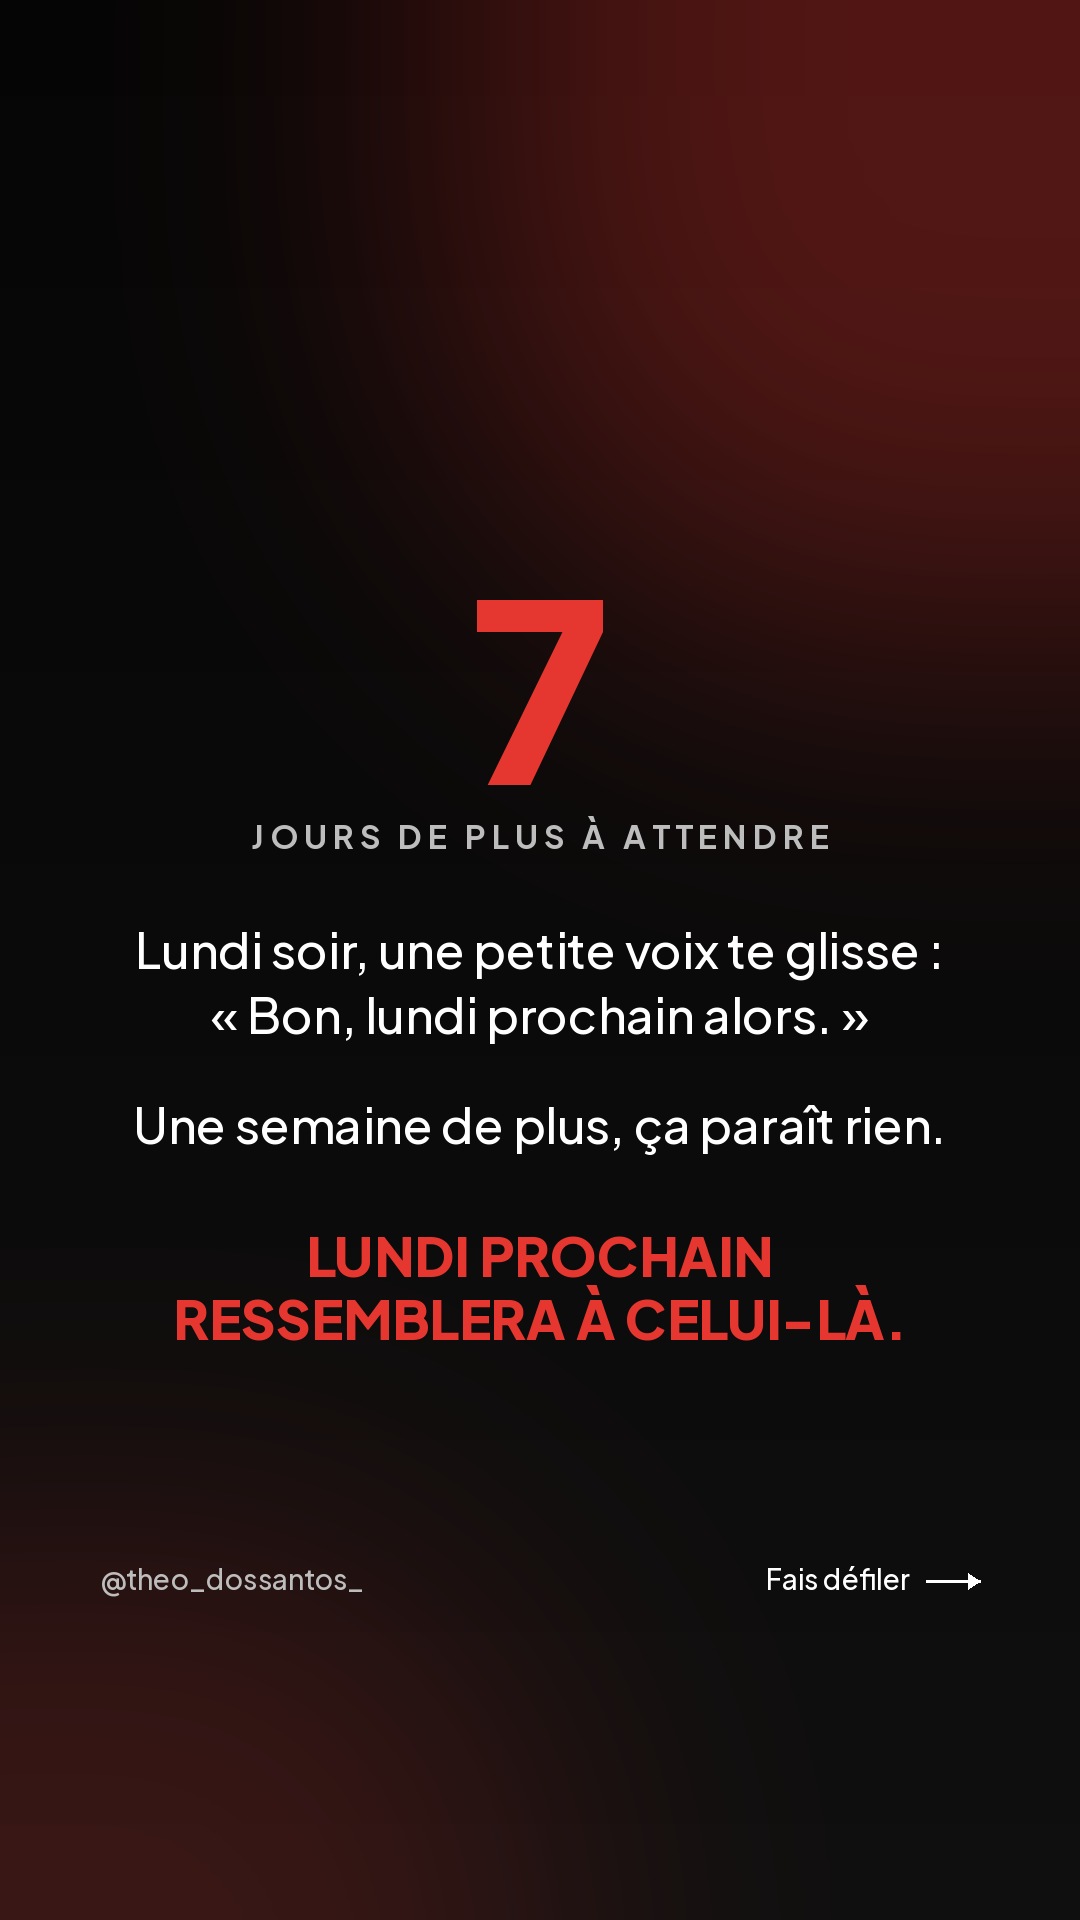 7
JOURS DE PLUS À ATTENDRE
Lundi soir, une petite voix te glisse :
« Bon, lundi prochain alors. »
Une semaine de plus, ça paraît rien.
LUNDI PROCHAIN
RESSEMBLERA À CELUI-LÀ.
@theo_dossantos_
Fais défiler